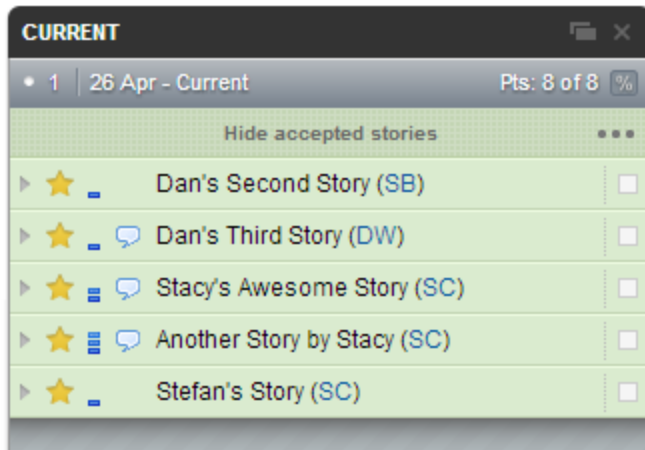 CURRENT
• 1 26 Apr - Current Pts: 8 of 8 %
Hide accepted stories •••
Dan's Second Story (SB)
Dan's Third Story (DW)
Stacy's Awesome Story (SC)
Another Story by Stacy (SC)
Stefan's Story (SC)